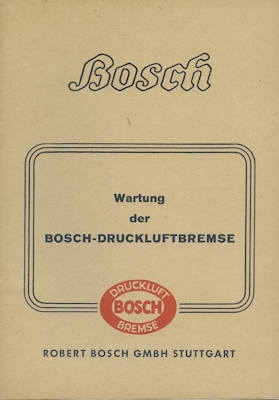 Bosch
Wartung
der
BOSCH-DRUCKLUFTBREMSE
DRUCKLUFT
BOSCH
BREMSE
ROBERT BOSCH GMBH STUTTGART